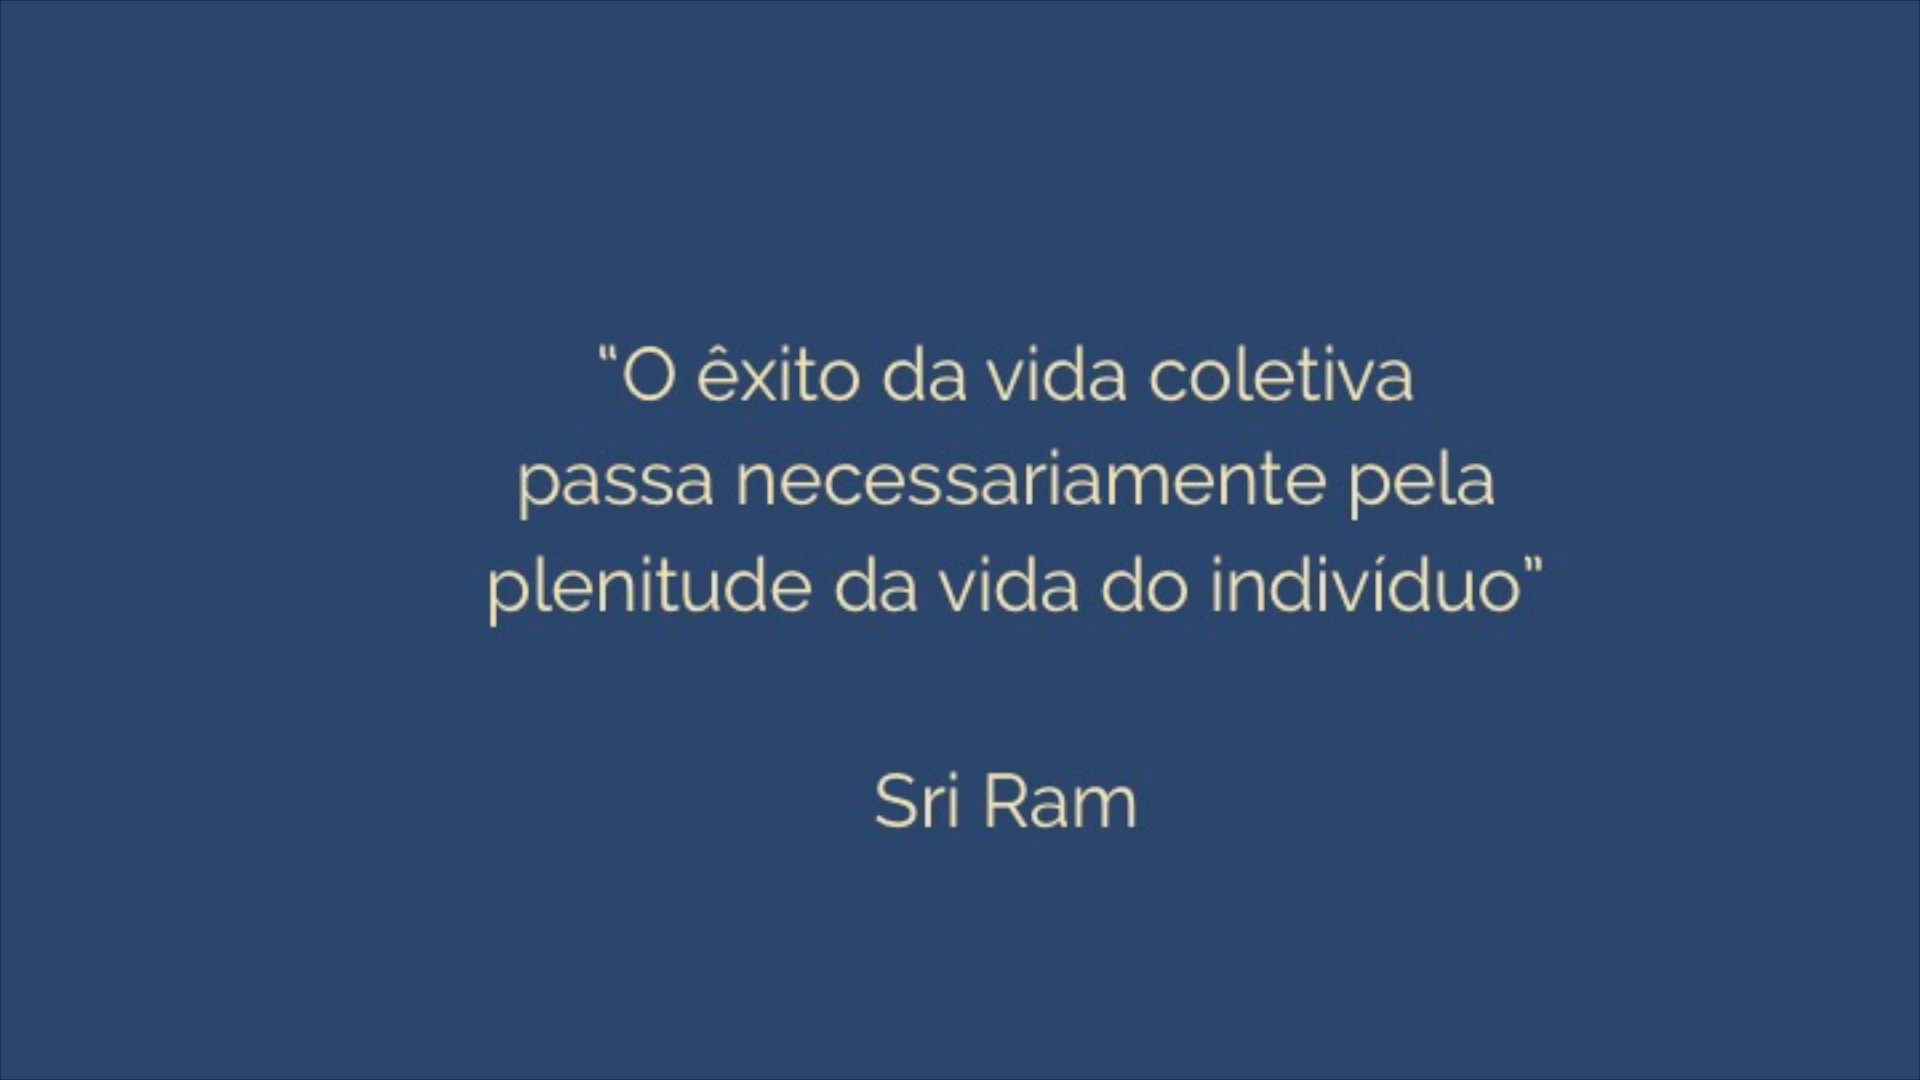 “O êxito da vida coletiva
passa necessariamente pela
plenitude da vida do indivíduo”
Sri Ram